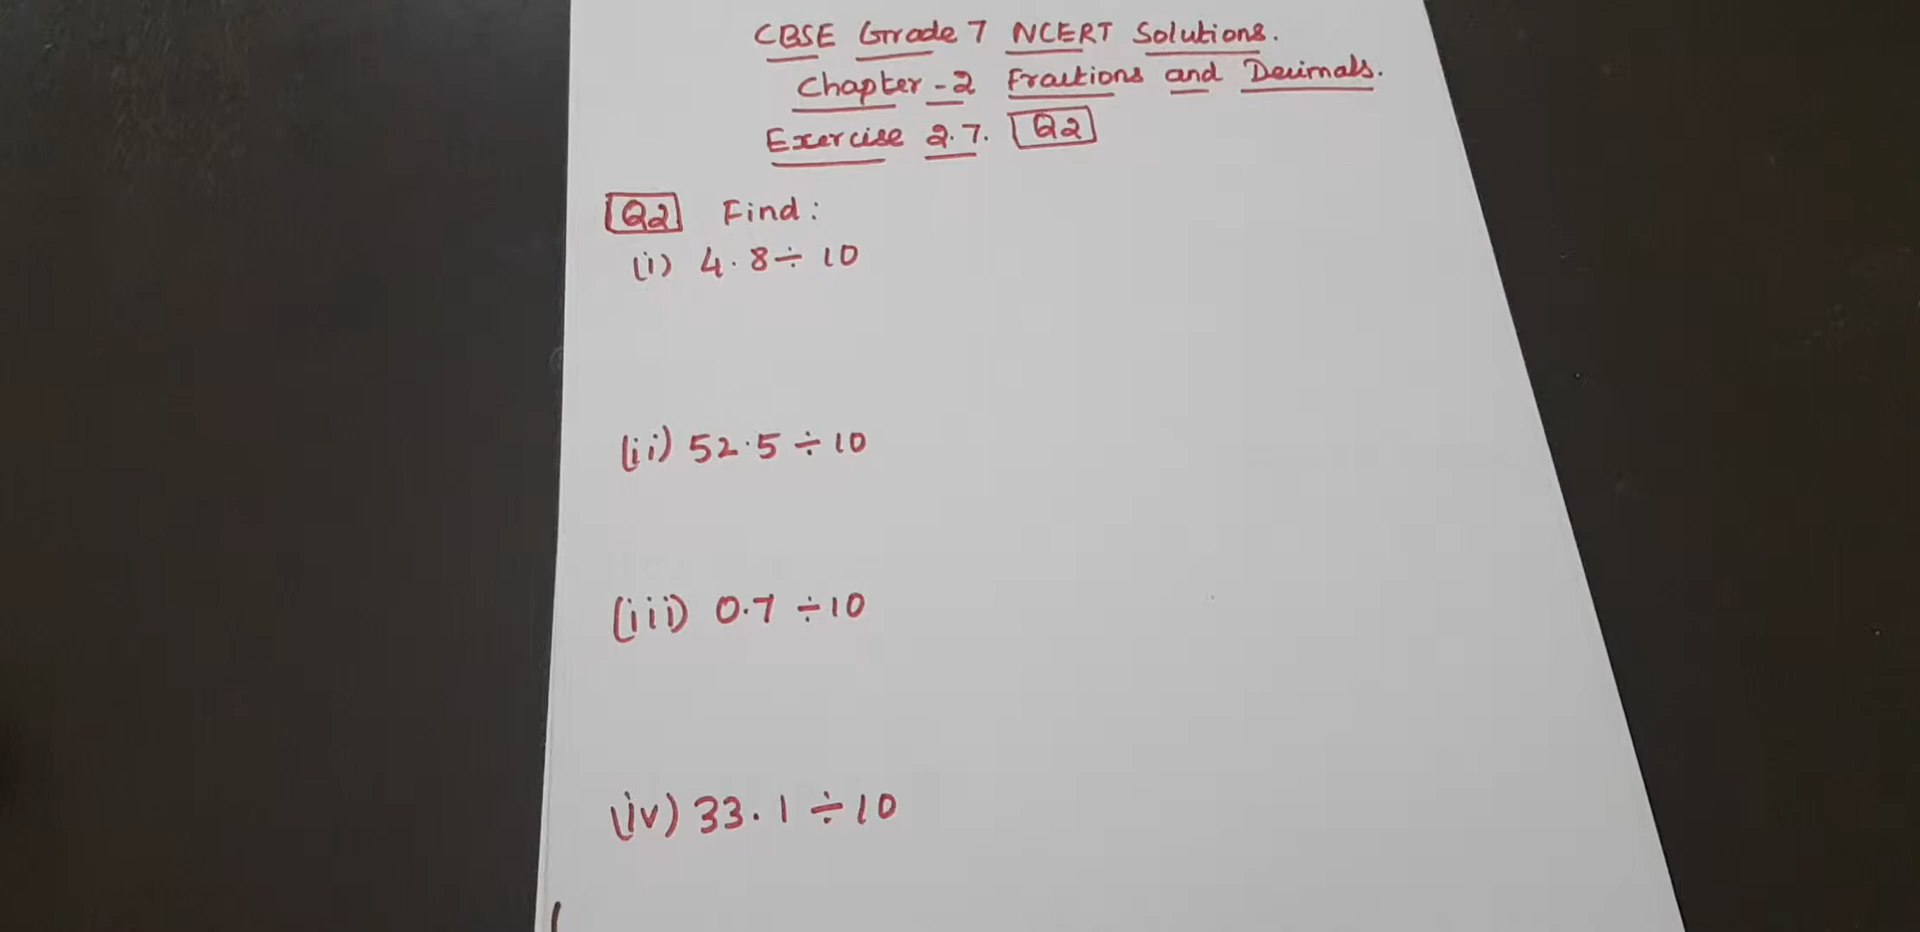 CBSE Grade 7 NCERT Solutions.
Chapter-2 Fractions and Decimals.
Exercise 2.7. Q2
Q2 Find:
(i) 4.8÷10
(ii) 52.5÷10
(iii) 0.7÷10
(iv) 33.1÷10